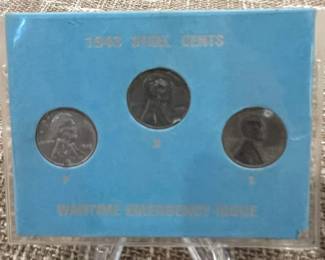 1943 STEEL CENTS
D
P S
WARTIME EMERGENCY ISSUE